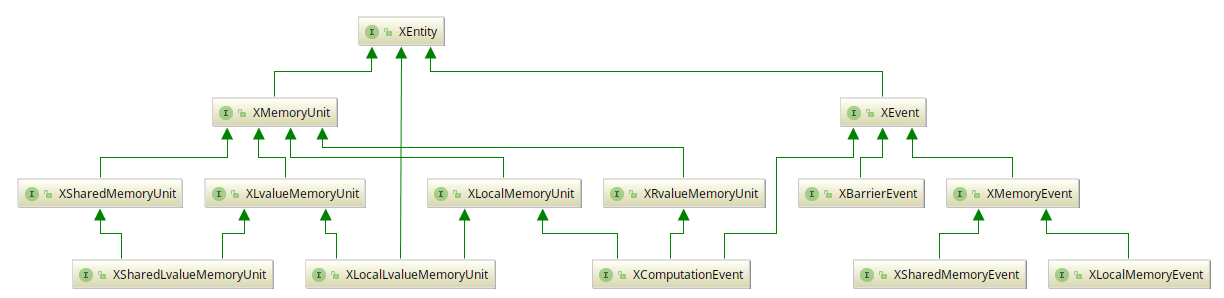 I XEntity
I XMemoryUnit
I XEvent
I XSharedMemoryUnit
I XLvalueMemoryUnit
I XLocalMemoryUnit
I XRvalueMemoryUnit
I XBarrierEvent
I XMemoryEvent
I XSharedLvalueMemoryUnit
I XLocalLvalueMemoryUnit
I XComputationEvent
I XSharedMemoryEvent
I XLocalMemoryEvent